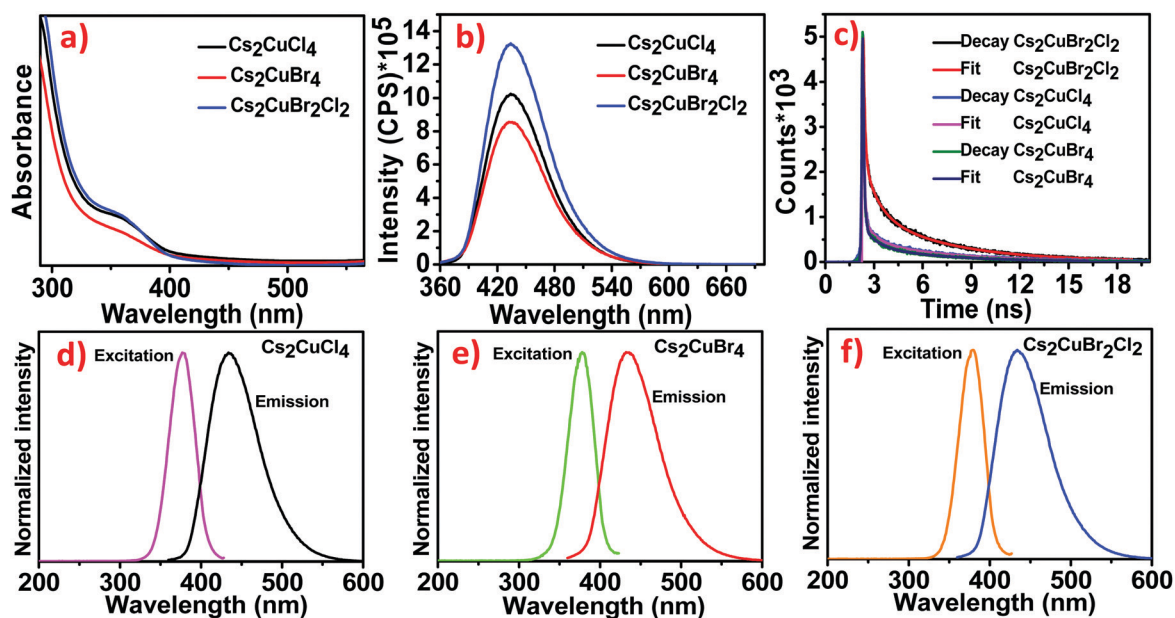 a)
Cs₂CuCl₄
Cs₂CuBr₄
Cs₂CuBr₂Cl₂
Absorbance
300 400 500
Wavelength (nm)
b)
Cs₂CuCl₄
Cs₂CuBr₄
Cs₂CuBr₂Cl₂
Intensity (CPS)*10⁵
14
12
10
8
6
4
2
0
360 420 480 540 600 660
Wavelength (nm)
c)
Decay Cs₂CuBr₂Cl₂
Fit Cs₂CuBr₂Cl₂
Decay Cs₂CuCl₄
Fit Cs₂CuCl₄
Decay Cs₂CuBr₄
Fit Cs₂CuBr₄
Counts*10³
5
4
3
2
1
0
0 3 6 9 12 15 18
Time (ns)
d)
Excitation
Cs₂CuCl₄
Emission
Normalized intensity
200 300 400 500 600
Wavelength (nm)
e)
Excitation
Cs₂CuBr₄
Emission
Normalized intensity
200 300 400 500 600
Wavelength (nm)
f)
Excitation
Cs₂CuBr₂Cl₂
Emission
Normalized intensity
200 300 400 500 600
Wavelength (nm)